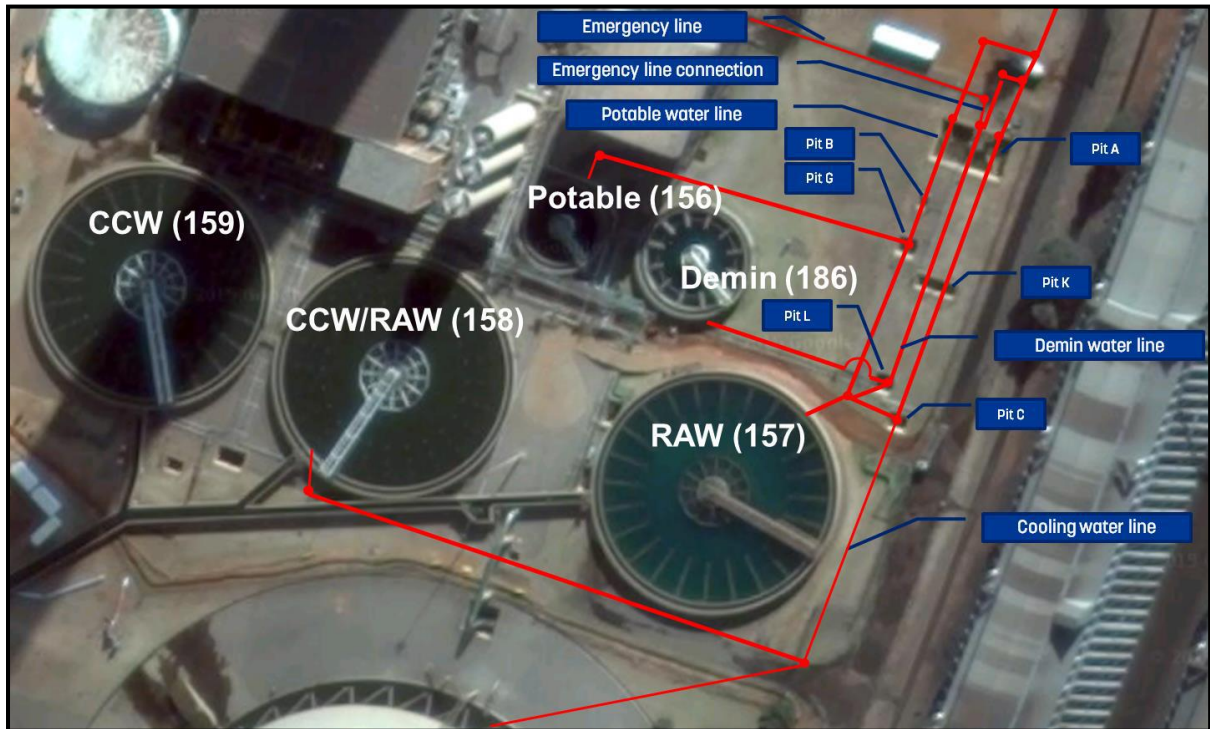 Emergency line
Emergency line connection
Potable water line
Pit B
Pit A
Pit G
Potable (156)
CCW (159)
Demin (186)
Pit K
CCW/RAW (158)
Pit L
Demin water line
Pit C
RAW (157)
Cooling water line